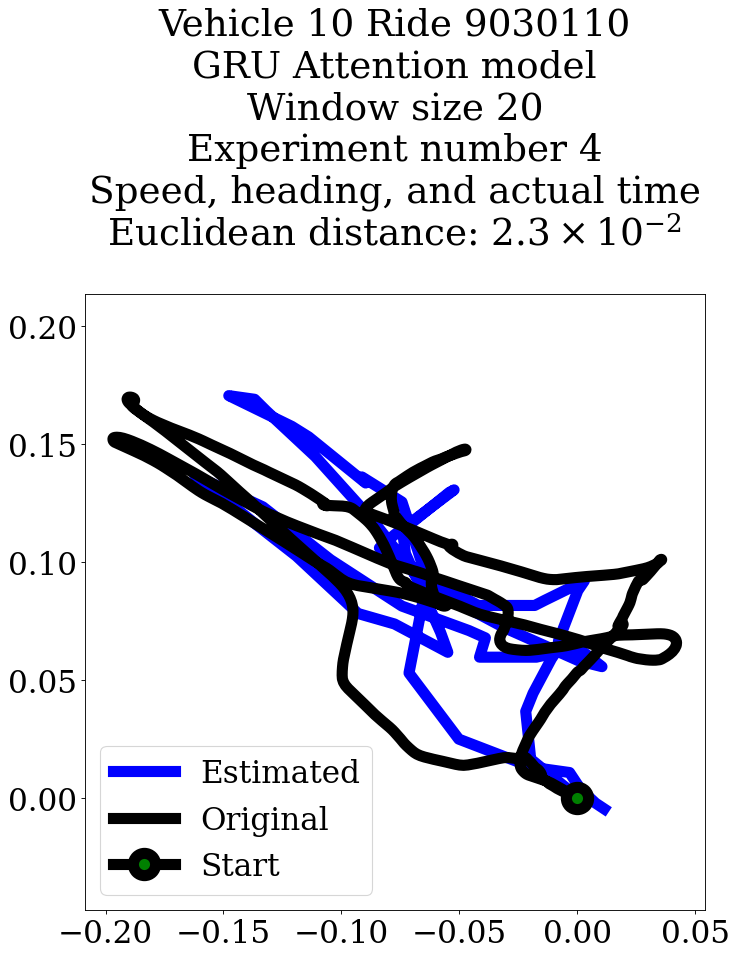 Vehicle 10 Ride 9030110
GRU Attention model
Window size 20
Experiment number 4
Speed, heading, and actual time
Euclidean distance: 2.3 × 10⁻²
0.20
0.15
0.10
0.05
0.00
Estimated
Original
Start
−0.20 −0.15 −0.10 −0.05 0.00 0.05